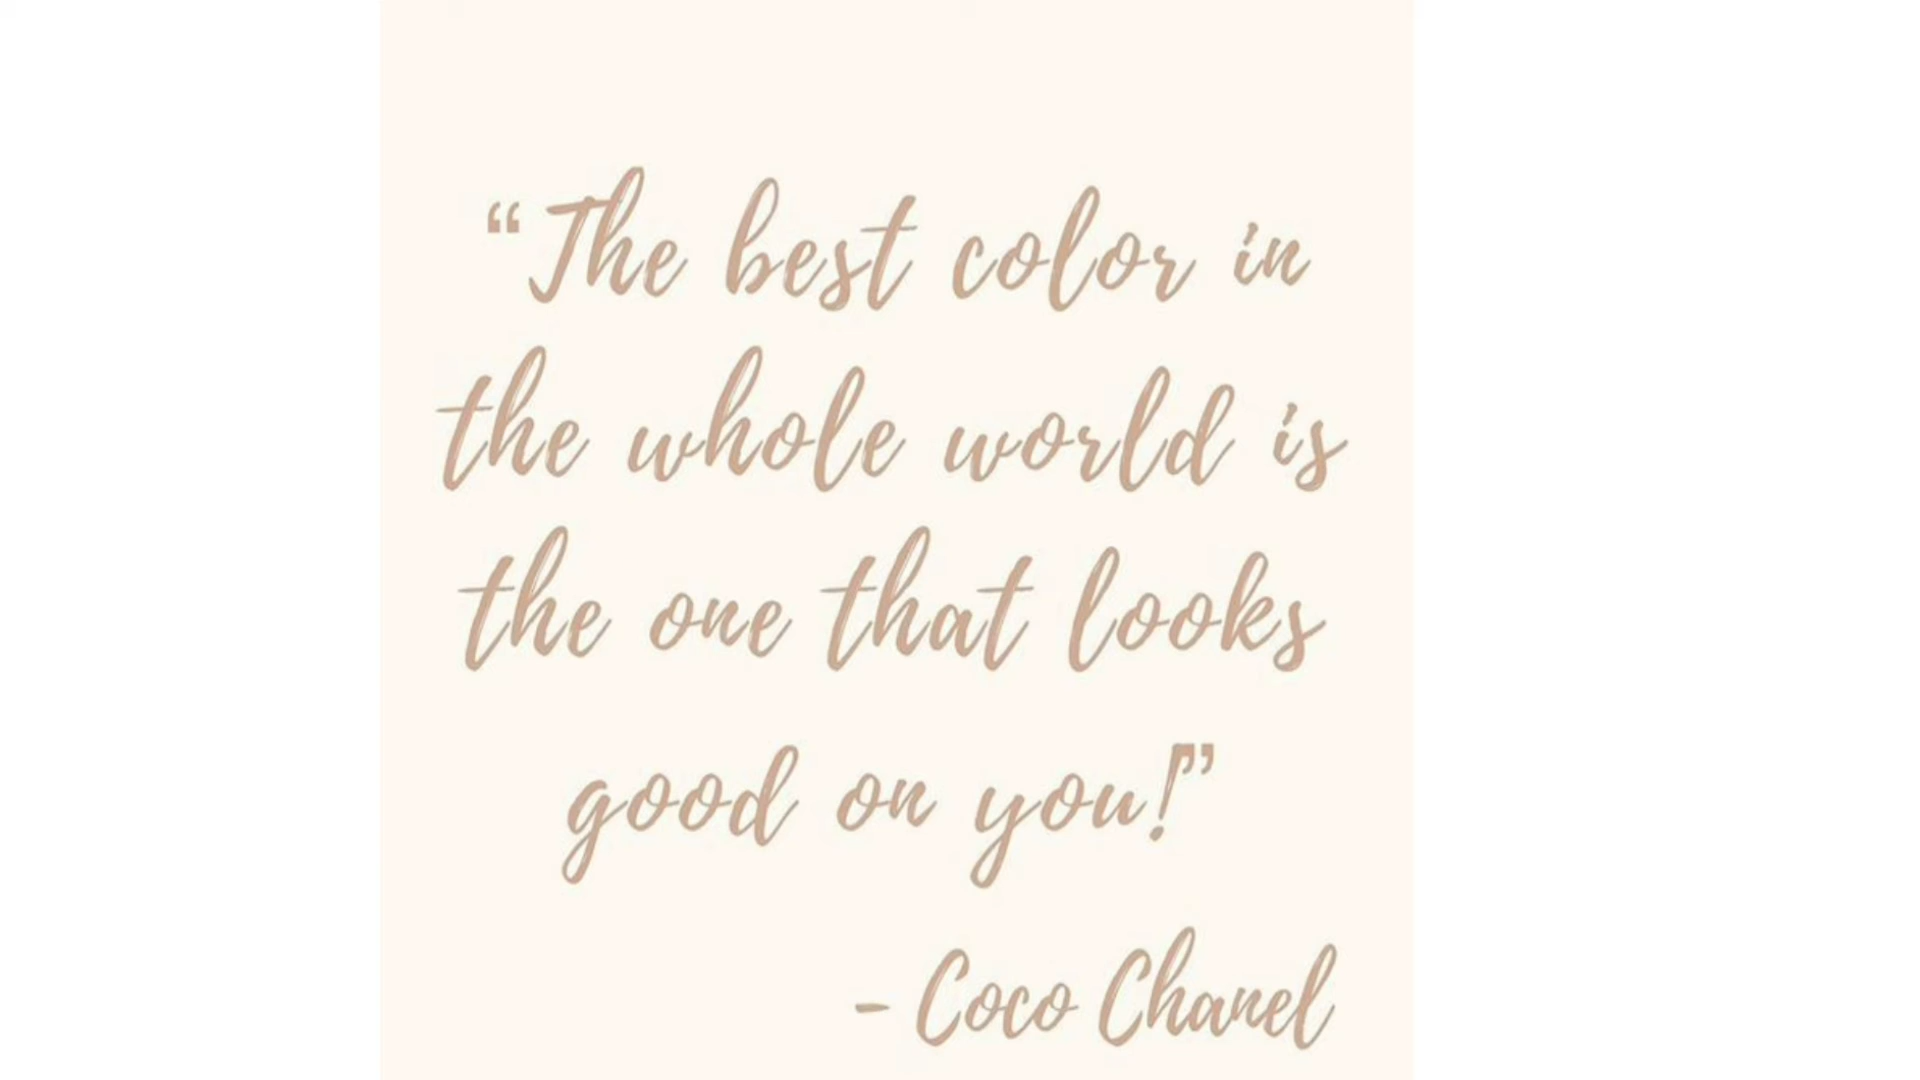 “The best color in
the whole world is
the one that looks
good on you!”
- Coco Chanel